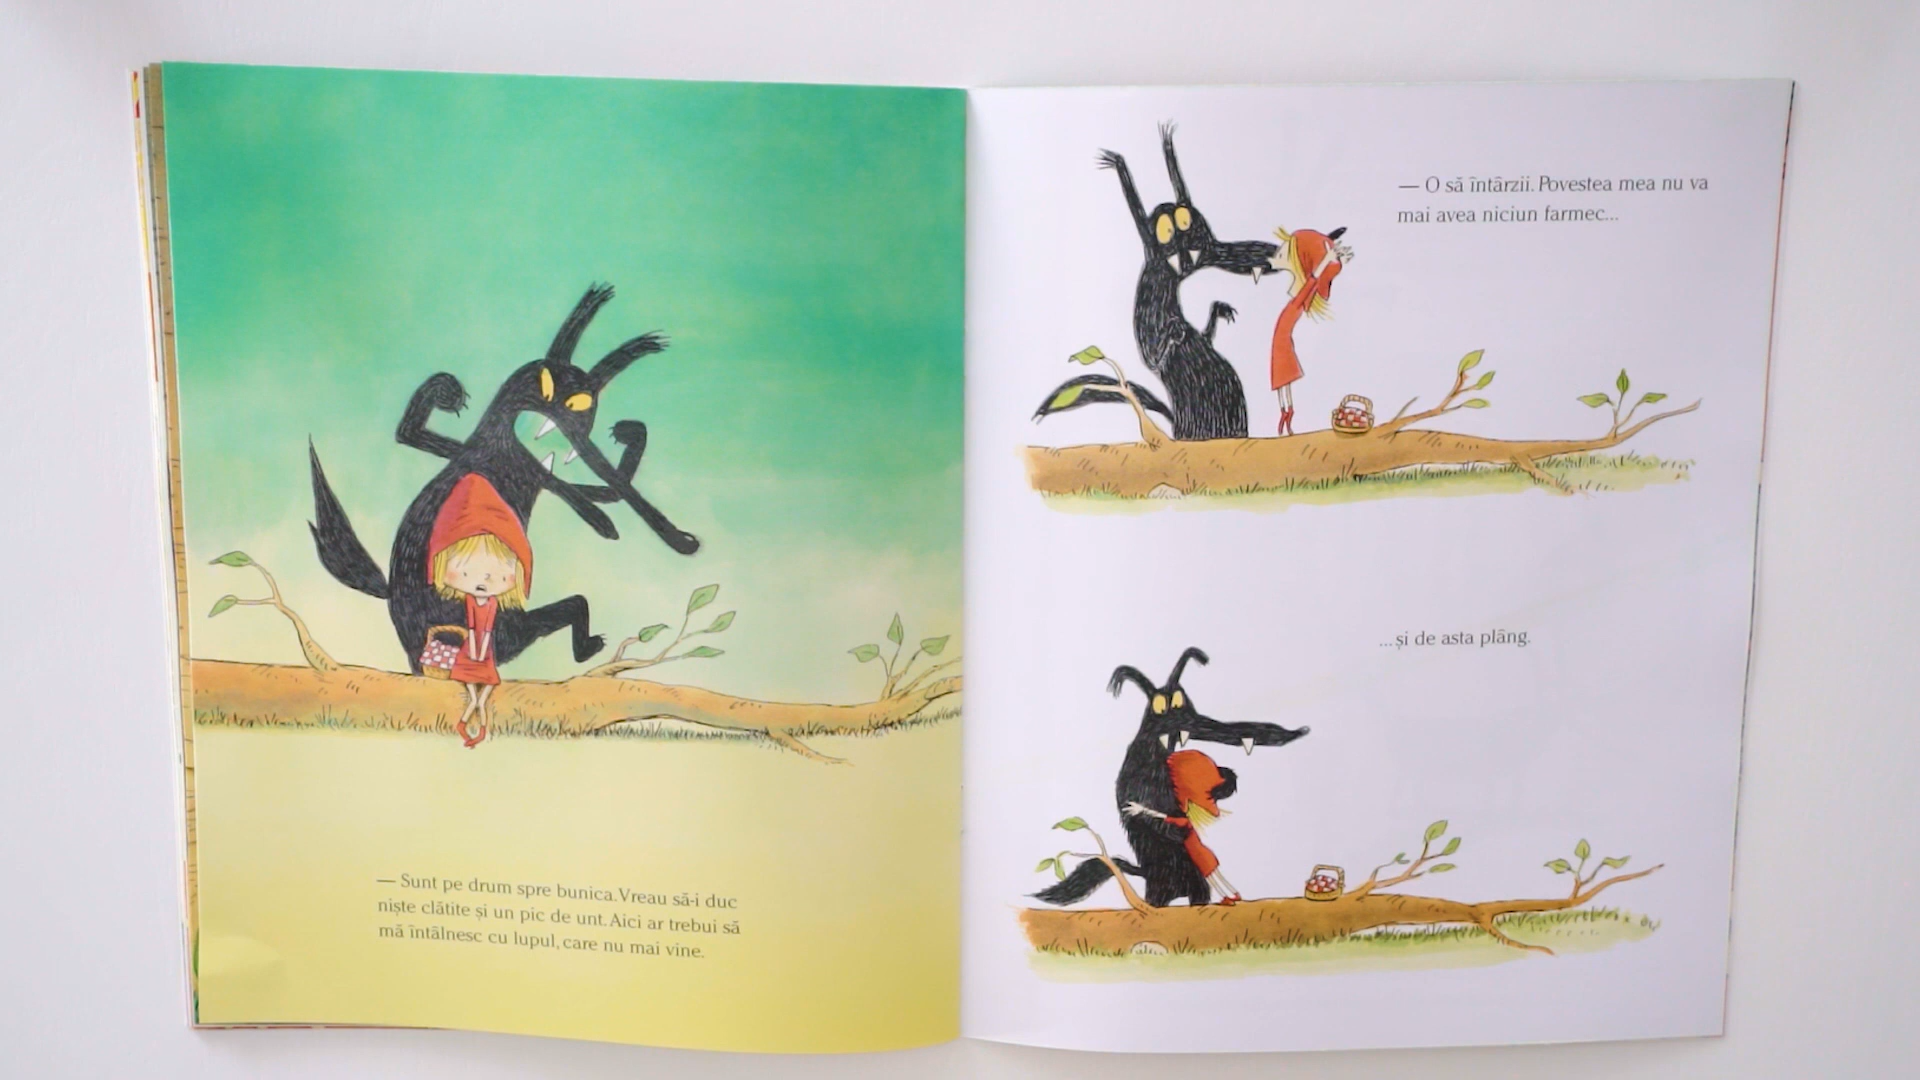 — Sunt pe drum spre bunica. Vreau să-i duc
niște clătite și un pic de unt. Aici ar trebui să
mă întâlnesc cu lupul, care nu mai vine.
— O să întârzii. Povestea mea nu va
mai avea niciun farmec...
...și de asta plâng.